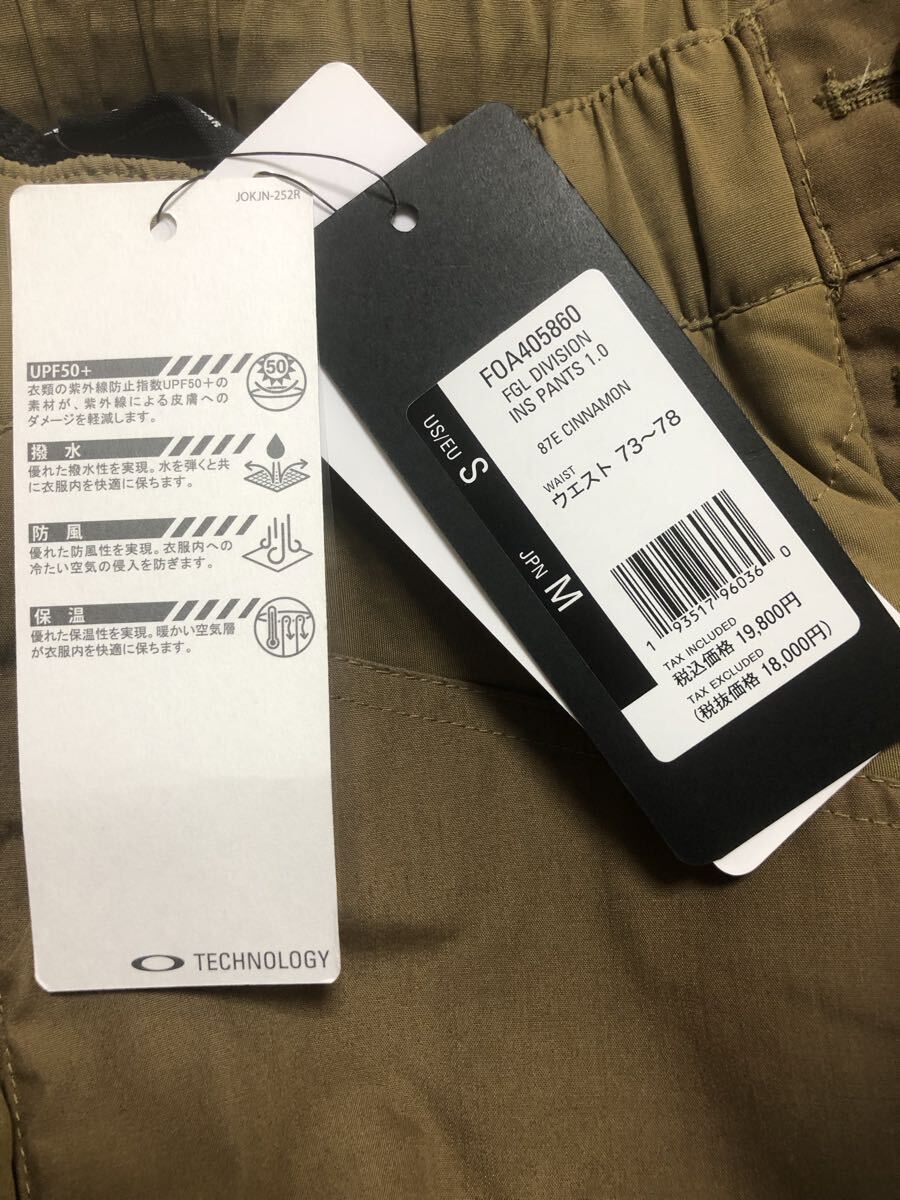 JOKJN-252R
UPF50+
50
衣類の紫外線防止指数UPF50+の
素材が、紫外線による皮膚への
ダメージを軽減します。
撥水
優れた撥水性を実現。水を弾くと共
に衣服内を快適に保ちます。
防風
優れた防風性を実現。衣服内への
冷たい空気の侵入を防ぎます。
保温
優れた保温性を実現。暖かい空気層
が衣服内を快適に保ちます。
TECHNOLOGY
FOA405860
FGL DIVISION
INS PANTS 1.0
87E CINNAMON
US/EU S
WAIST
ウエスト 73〜78
JPN M
1 93517 96036 0
TAX INCLUDED
税込価格 19,800円
TAX EXCLUDED
(税抜価格 18,000円)